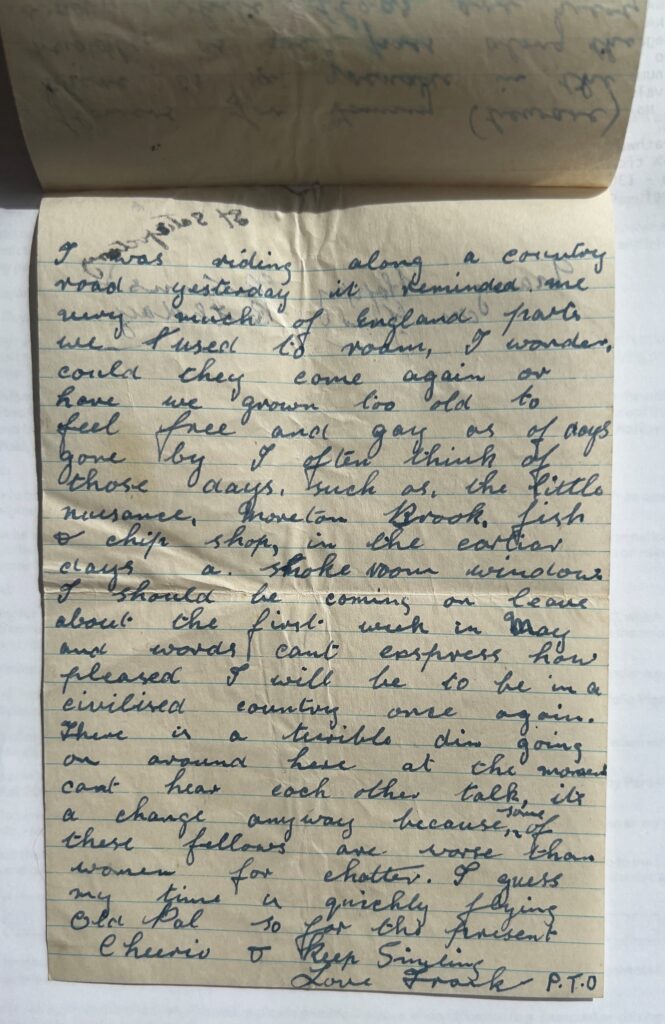 I was riding along a country
road yesterday it reminded me
very much of England parts
we used to roam, I wonder,
could they come again or
have we grown too old to
feel free and gay as of days
gone by I often think of
those days. such as, the little
nuisance, Moreton Brook, fish
& chip shop, in the earlier
days a. smoke room window
I should be coming on leave
about the first week in May
and words cant exspress how
pleased I will be to be in a
civilised country once again.
There is a terrible din going
on around here at the moment
cant hear each other talk, its
a change anyway because, some of
these fellows are worse than
women for chatter. I guess
my time is quickly flying
Old Pal so for the present
Cheerio & Keep Smiling
Love Frank P.T.O